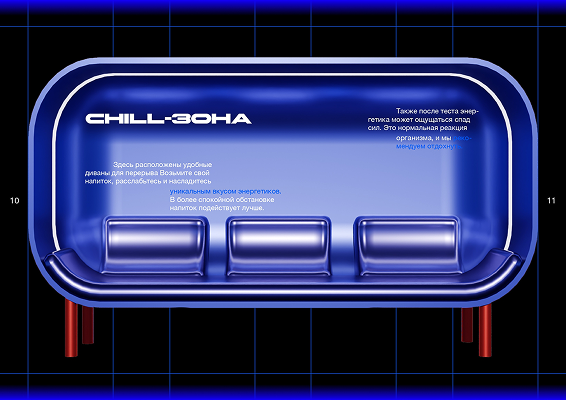 CHILL-ЗОНА
Также после теста энер-
гетика может ощущаться спад
сил. Это нормальная реакция
организма, и мы реко-
мендуем отдохнуть.
Здесь расположены удобные
диваны для перерыва Возьмите свой
напиток, расслабьтесь и насладитесь
уникальным вкусом энергетиков.
В более спокойной обстановке
напиток подействует лучше.
10
11